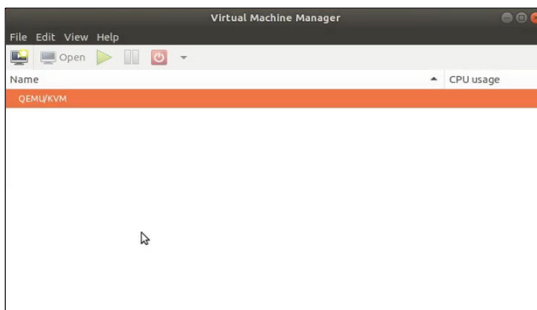 Virtual Machine Manager
File Edit View Help
Open
Name CPU usage
QEMU/KVM